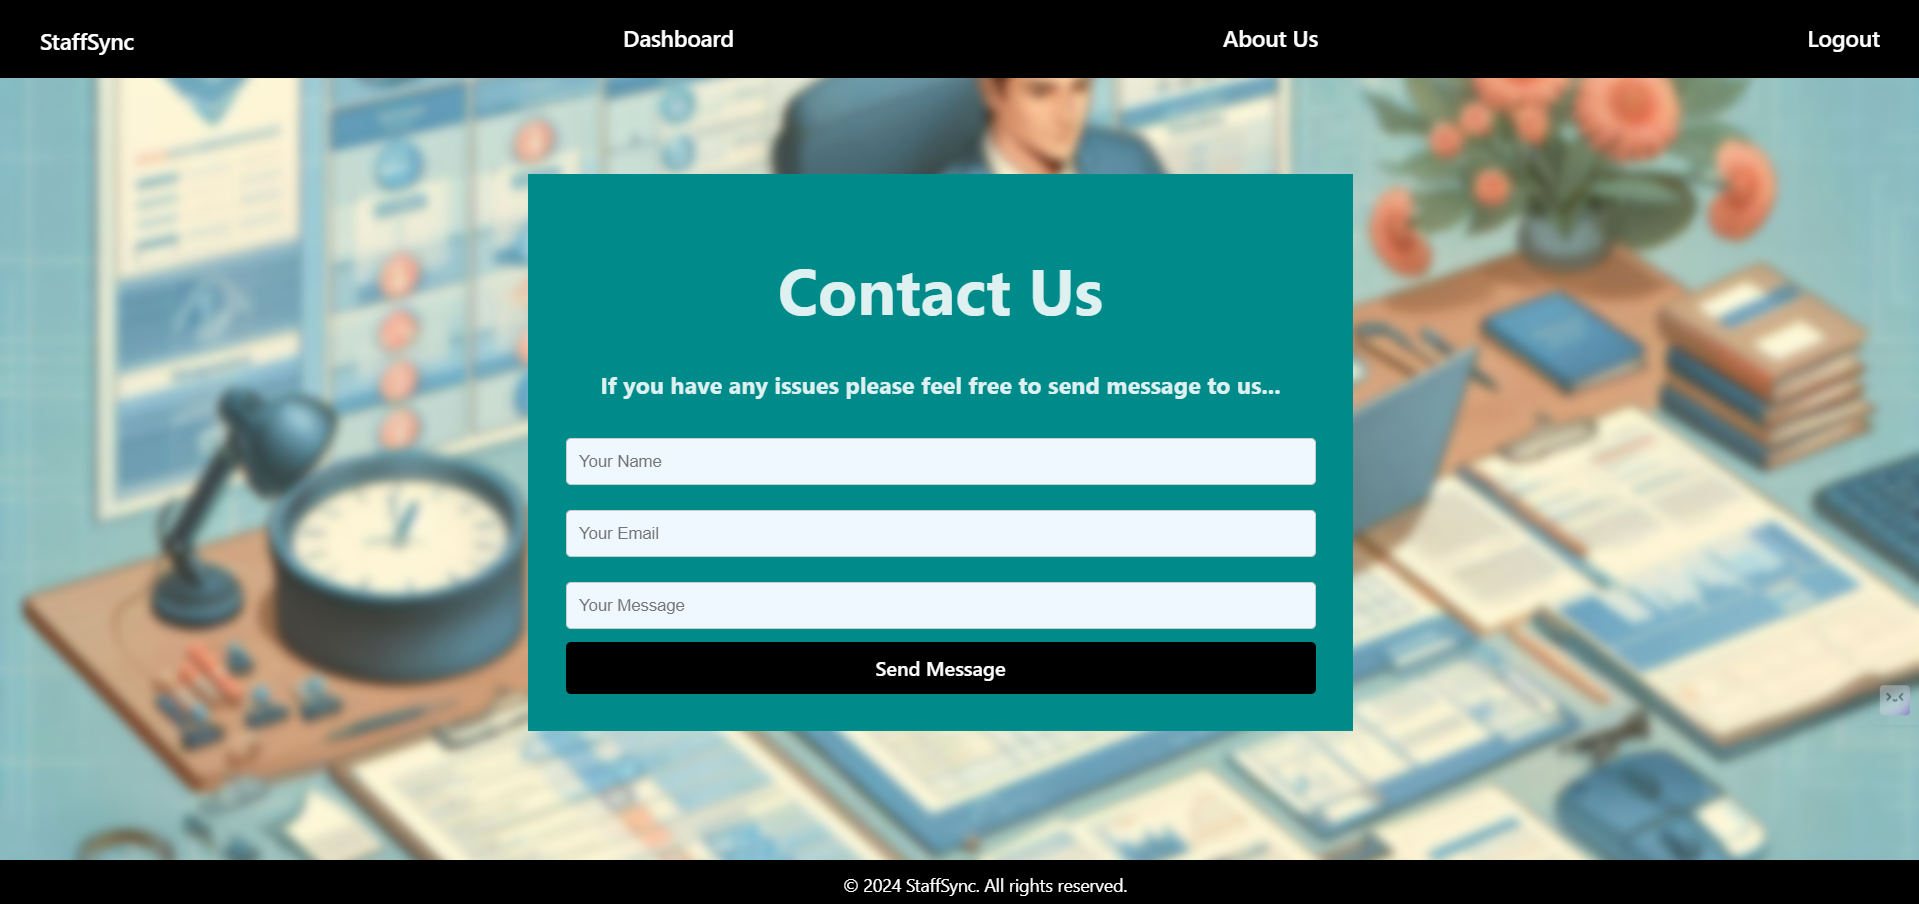 StaffSync
Dashboard
About Us
Logout
Contact Us
If you have any issues please feel free to send message to us...
Your Name
Your Email
Your Message
Send Message
© 2024 StaffSync. All rights reserved.